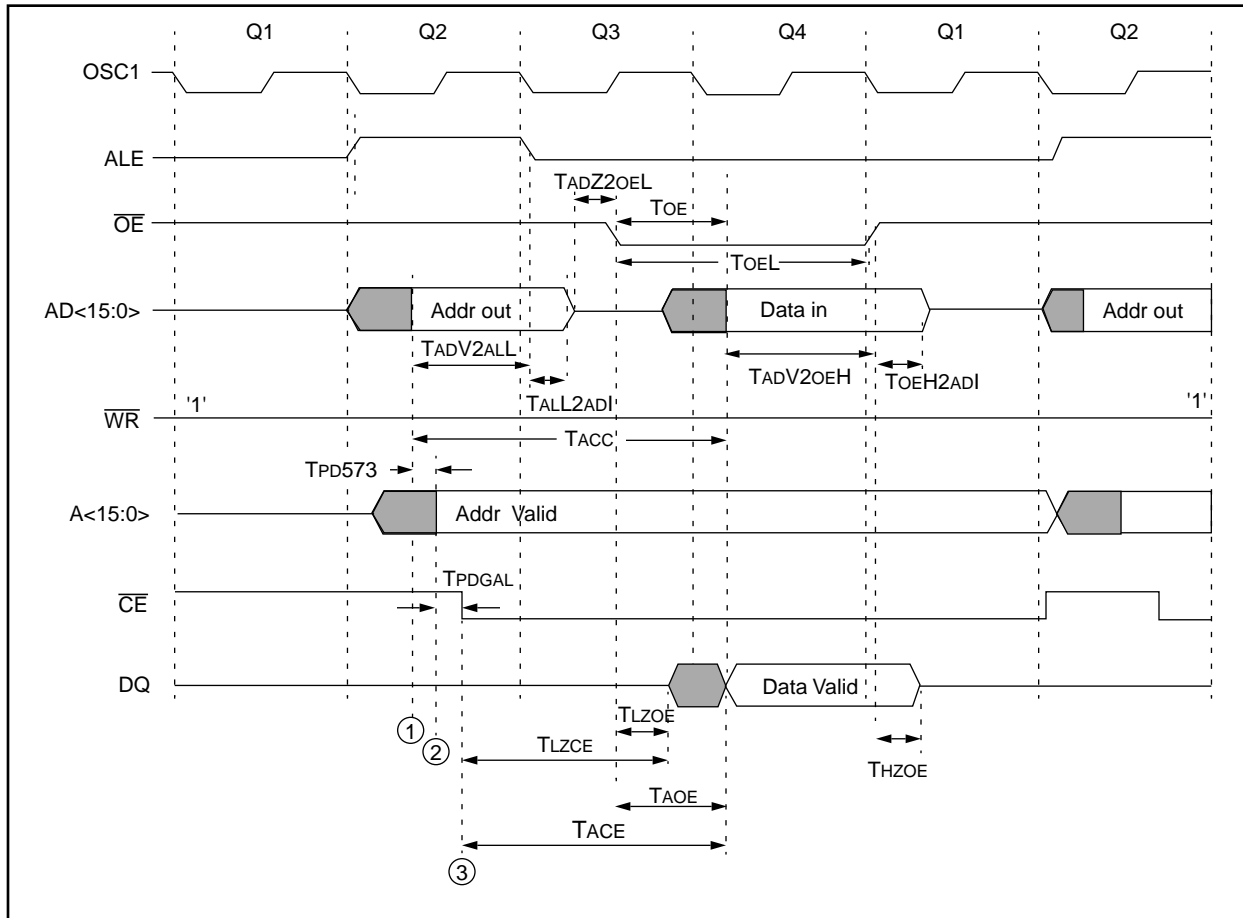 Q1 Q2 Q3 Q4 Q1 Q2
OSC1
ALE
TADZ2OEL
TOE
OE
TOEL
AD<15:0> Addr out Data in Addr out
TADV2ALL TADV2OEH TOEH2ADI
TALL2ADI
'1' '1'
WR
TACC
TPD573
A<15:0> Addr Valid
TPDGAL
CE
DQ Data Valid
TLZOE
1
2 TLZCE
THZOE
TAOE
TACE
3